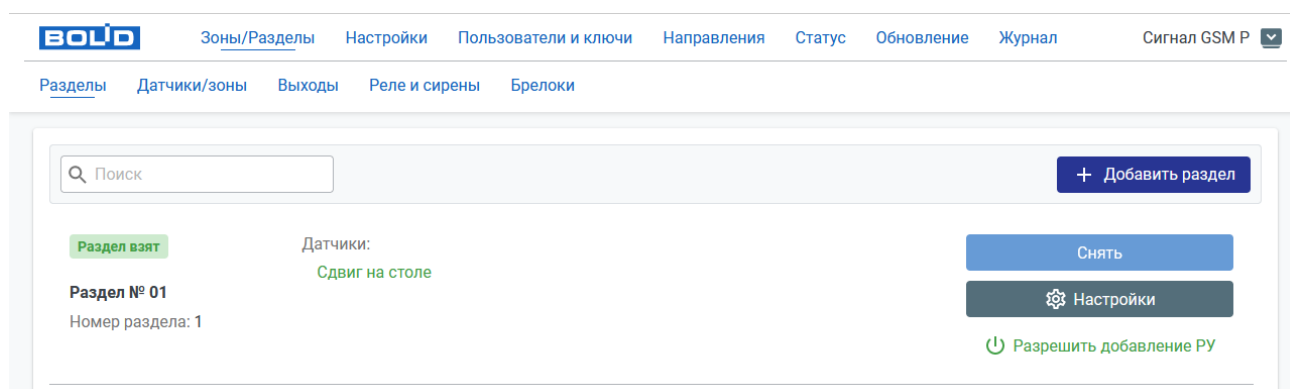 BOLID Зоны/Разделы Настройки Пользователи и ключи Направления Статус Обновление Журнал Сигнал GSM P
Разделы Датчики/зоны Выходы Реле и сирены Брелоки
Поиск + Добавить раздел
Раздел взят Датчики: Снять
Сдвиг на столе
Раздел № 01 Настройки
Номер раздела: 1
Разрешить добавление РУ